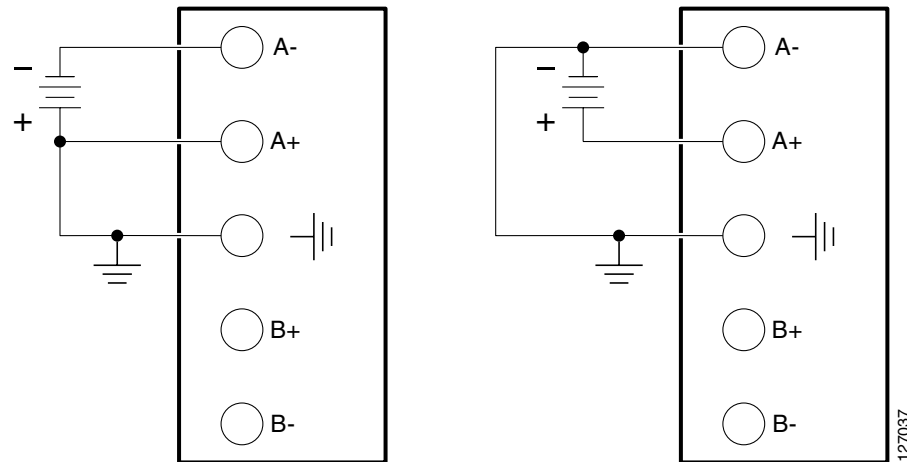 A-
−
+
A+
B+
B-
A-
−
+
A+
B+
B-
127037